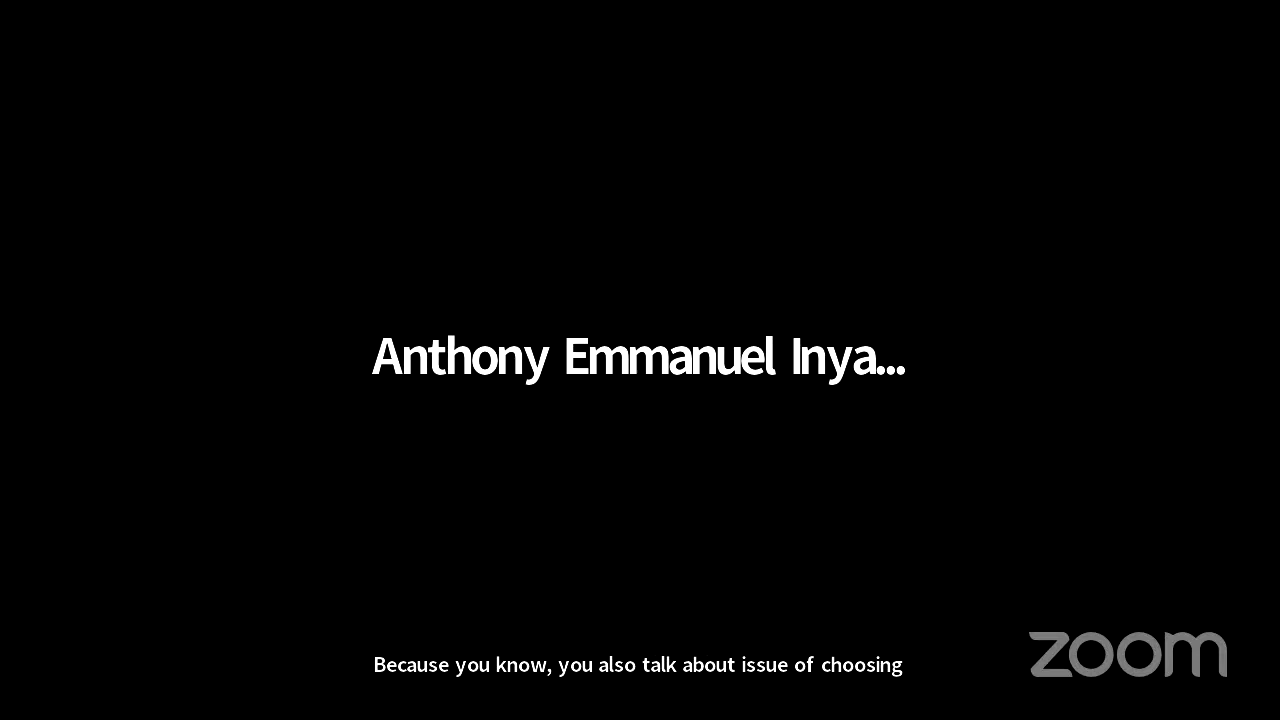 Anthony Emmanuel Inya...
Because you know, you also talk about issue of choosing
zoom